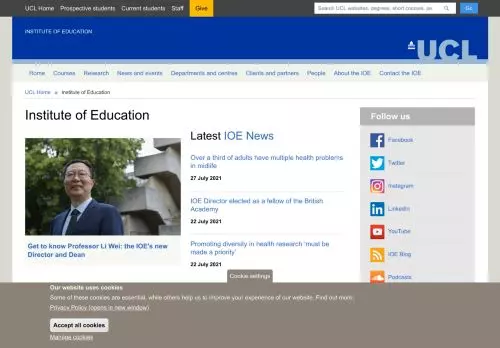 UCL Home Prospective students Current students Staff Give
Search UCL websites, degrees, short courses, pe Go
INSTITUTE OF EDUCATION
UCL
Home Courses Research News and events Departments and centres Clients and partners People About the IOE Contact the IOE
UCL Home » Institute of Education
Institute of Education
Get to know Professor Li Wei: the IOE's new
Director and Dean
Latest IOE News
Over a third of adults have multiple health problems
in midlife
27 July 2021
IOE Director elected as a fellow of the British
Academy
22 July 2021
Promoting diversity in health research 'must be
made a priority'
22 July 2021
Follow us
Facebook
Twitter
Instagram
LinkedIn
YouTube
IOE Blog
Podcasts
Cookie settings
Our website uses cookies
Some of these cookies are essential, while others help us to improve your experience of our website. Find out more:
Privacy Policy (opens in new window)
Accept all cookies
Manage cookies